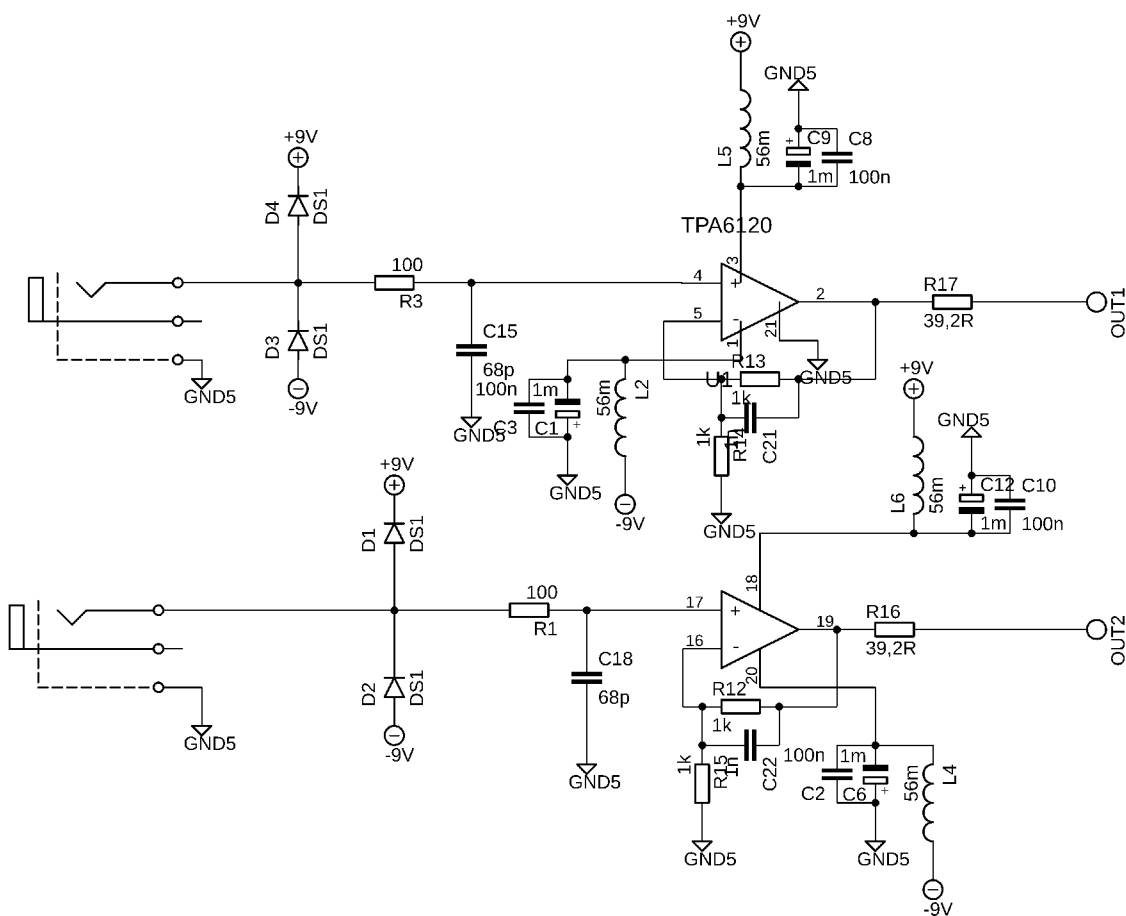 +9V
GND5
C9
C8
L5
56m
1m
100n
+9V
D4
DS1
TPA6120
3
100
R3
4
5
2
R17
39,2R
OUT1
21
1
D3
DS1
C15
68p
-9V
GND5
R13
U1
GND5
+9V
100n
1m
C3
C1
GND5
56m
L2
1k
1k
R14
1n
C21
GND5
-9V
GND5
GND5
L6
56m
C12
C10
1m
100n
+9V
D1
DS1
18
100
R1
17
16
19
R16
39,2R
OUT2
20
C18
68p
D2
DS1
-9V
GND5
R12
1k
1k
R15
1n
C22
100n
1m
C2
C6
56m
L4
GND5
GND5
GND5
-9V